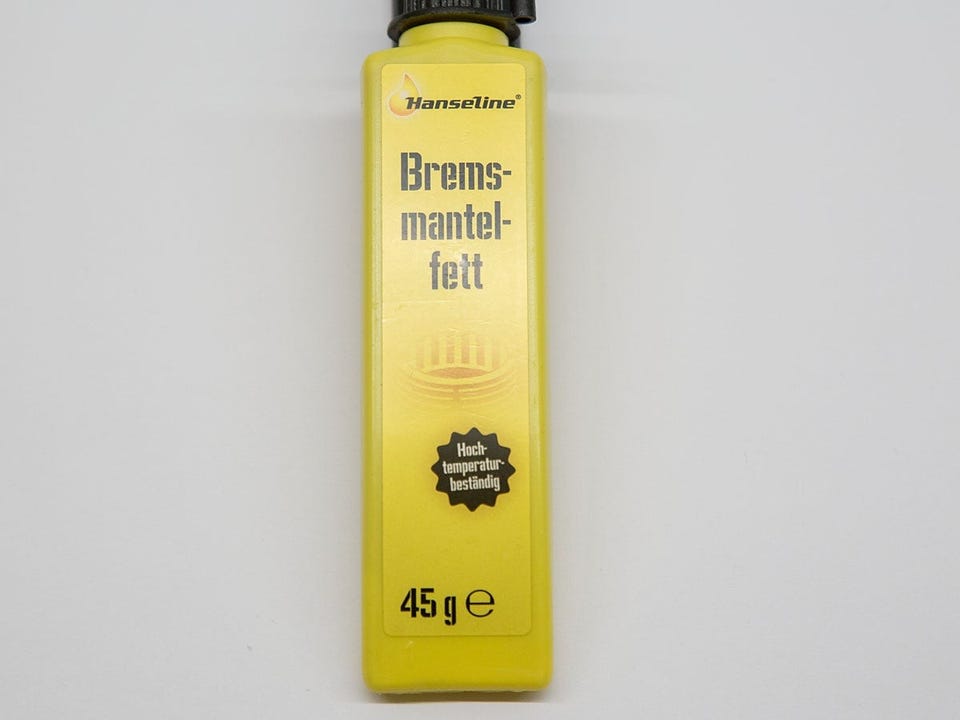 Hanseline®
Brems-
mantel-
fett
Hoch-
temperatur-
beständig
45 g ℮